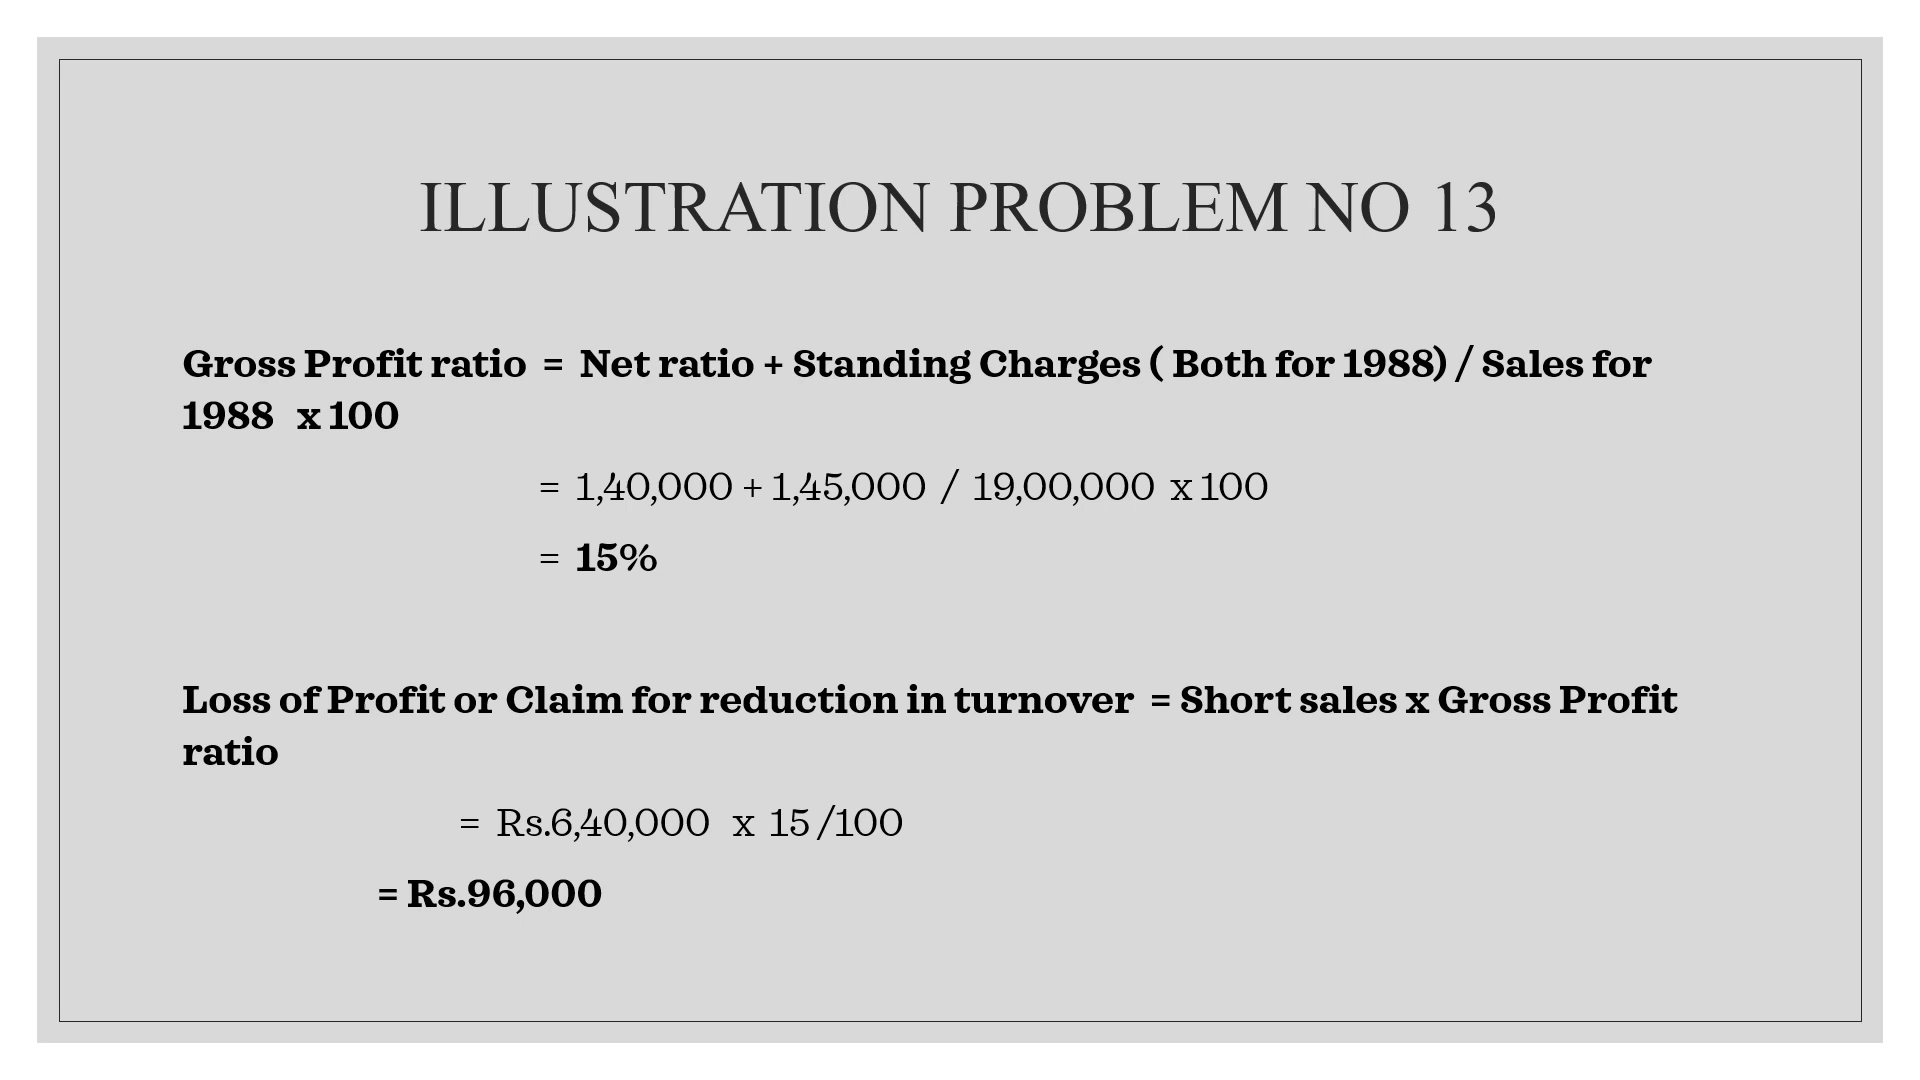 ILLUSTRATION PROBLEM NO 13
Gross Profit ratio = Net ratio + Standing Charges ( Both for 1988) / Sales for
1988 x 100
= 1,40,000 + 1,45,000 / 19,00,000 x 100
= 15%
Loss of Profit or Claim for reduction in turnover = Short sales x Gross Profit
ratio
= Rs.6,40,000 x 15 /100
= Rs.96,000